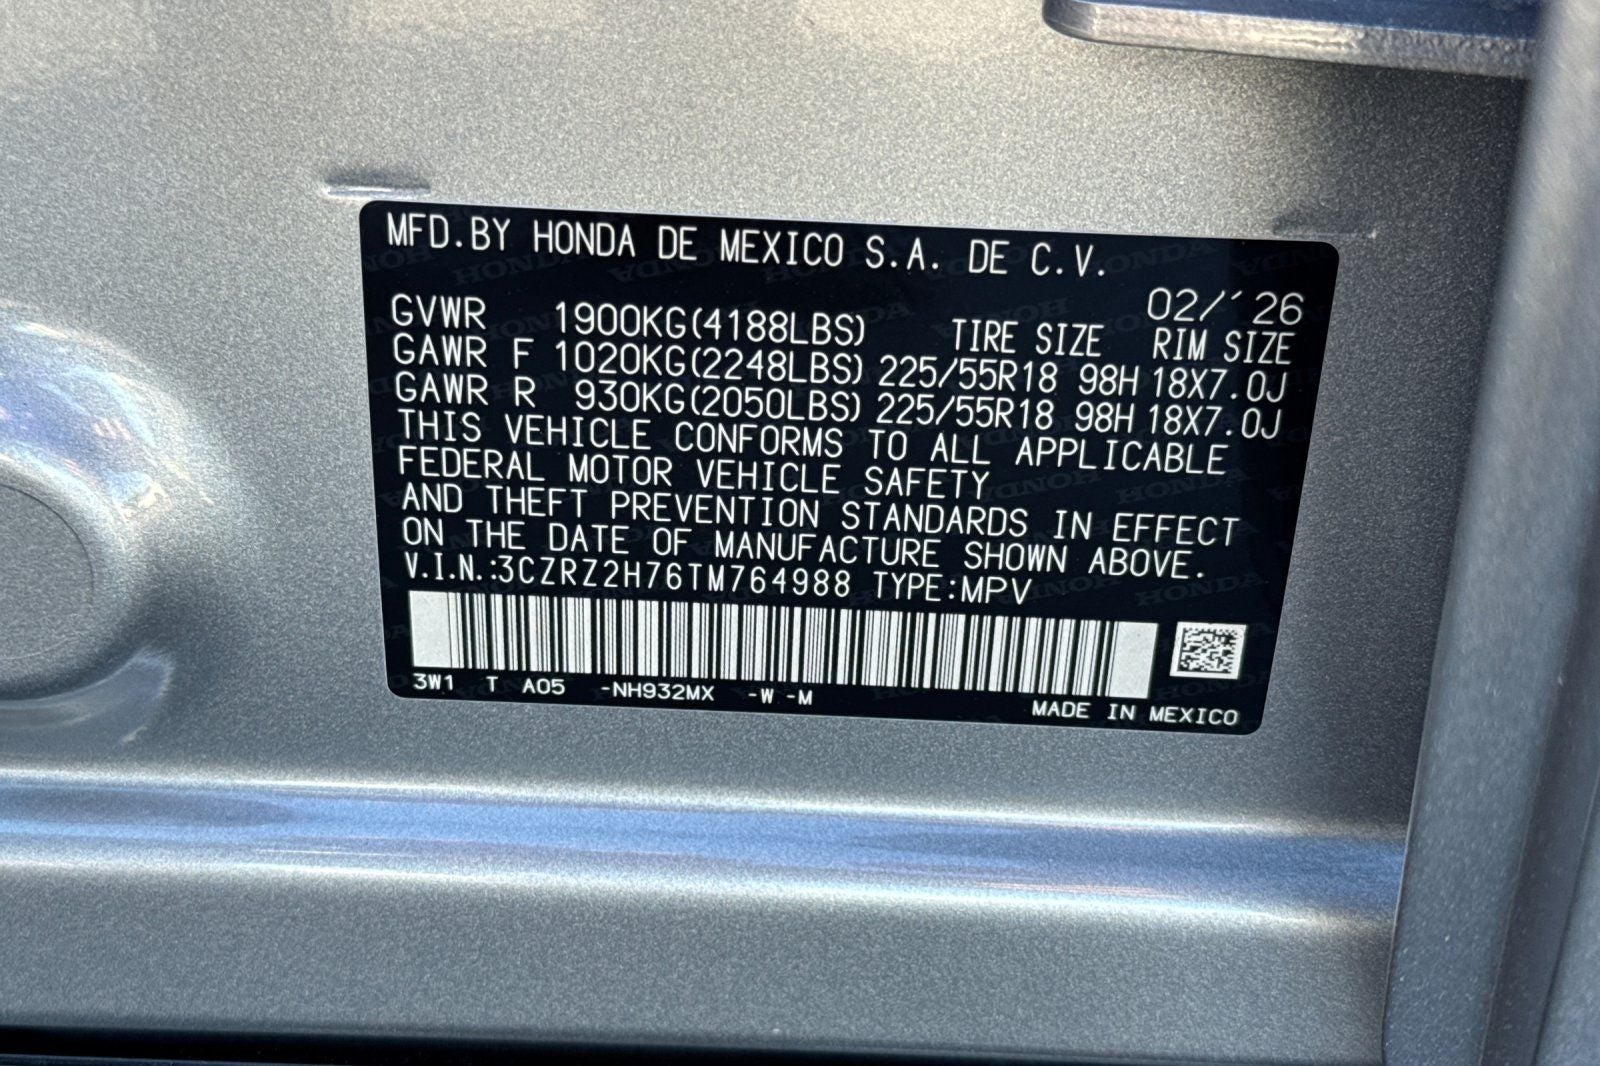 MFD.BY HONDA DE MEXICO S.A. DE C.V.
02/'26
GVWR 1900KG(4188LBS) TIRE SIZE RIM SIZE
GAWR F 1020KG(2248LBS) 225/55R18 98H 18X7.0J
GAWR R 930KG(2050LBS) 225/55R18 98H 18X7.0J
THIS VEHICLE CONFORMS TO ALL APPLICABLE
FEDERAL MOTOR VEHICLE SAFETY
AND THEFT PREVENTION STANDARDS IN EFFECT
ON THE DATE OF MANUFACTURE SHOWN ABOVE.
V.I.N.:3CZRZ2H76TM764988 TYPE:MPV
3W1 T A05 -NH932MX -W -M
MADE IN MEXICO